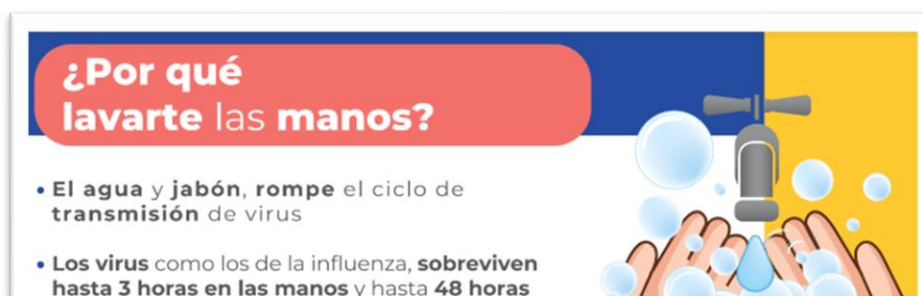 ¿Por qué
lavarte las manos?
• El agua y jabón, rompe el ciclo de
transmisión de virus
• Los virus como los de la influenza, sobreviven
hasta 3 horas en las manos y hasta 48 horas